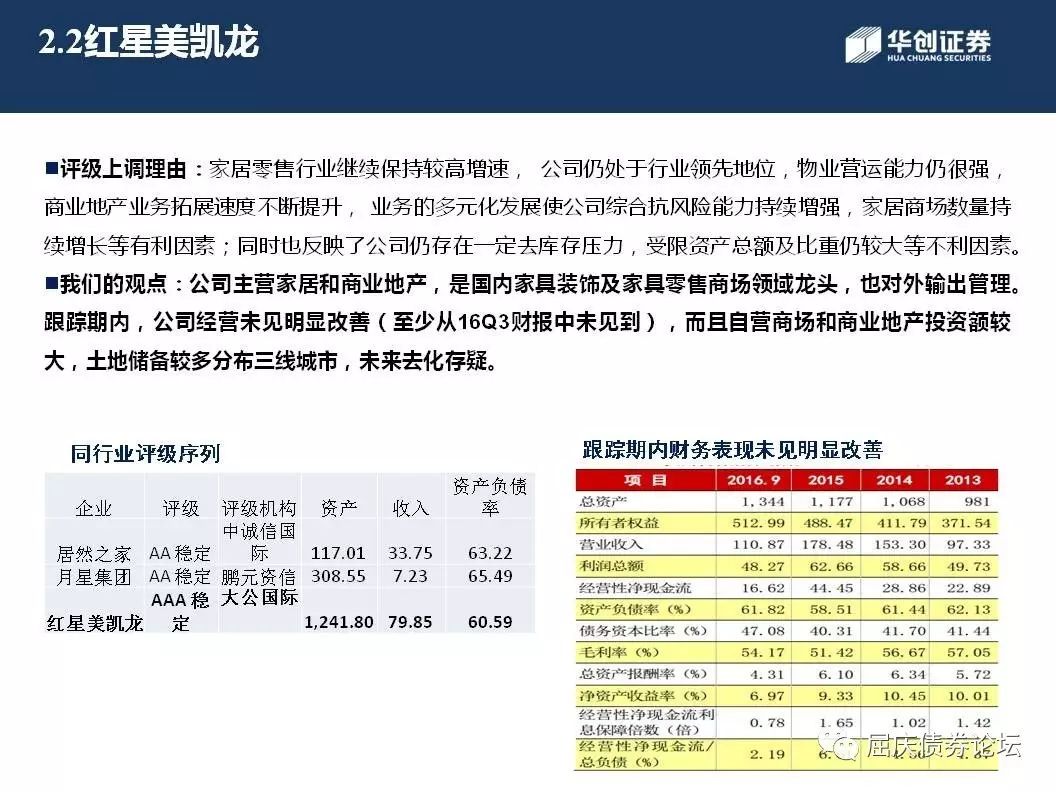 2.2红星美凯龙
华创证券
HUA CHUANG SECURITIES
■评级上调理由：家居零售行业继续保持较高增速， 公司仍处于行业领先地位，物业营运能力仍很强，
商业地产业务拓展速度不断提升， 业务的多元化发展使公司综合抗风险能力持续增强，家居商场数量持
续增长等有利因素；同时也反映了公司仍存在一定去库存压力，受限资产总额及比重仍较大等不利因素。
■我们的观点：公司主营家居和商业地产，是国内家具装饰及家具零售商场领域龙头，也对外输出管理。
跟踪期内，公司经营未见明显改善（至少从16Q3财报中未见到），而且自营商场和商业地产投资额较
大，土地储备较多分布三线城市，未来去化存疑。
同行业评级序列
企业 评级 评级机构 资产 收入 资产负债率
居然之家 AA 稳定 中诚信国际 117.01 33.75 63.22
月星集团 AA 稳定 鹏元资信 308.55 7.23 65.49
红星美凯龙 AAA 稳定 大公国际 1,241.80 79.85 60.59
跟踪期内财务表现未见明显改善
项 目 2016.9 2015 2014 2013
总资产 1,344 1,177 1,068 981
所有者权益 512.99 488.47 411.79 371.54
营业收入 110.87 178.48 153.30 97.33
利润总额 48.27 62.66 58.66 49.73
经营性净现金流 16.62 44.45 28.86 22.89
资产负债率（%） 61.82 58.51 61.44 62.13
债务资本比率（%） 47.08 40.31 41.70 41.44
毛利率（%） 54.17 51.42 56.67 57.05
总资产报酬率（%） 4.31 6.10 6.34 5.72
净资产收益率（%） 6.97 9.33 10.45 10.01
经营性净现金流利息保障倍数（倍） 0.78 1.65 1.02 1.42
经营性净现金流/总负债（%） 2.19
屈庆债券论坛